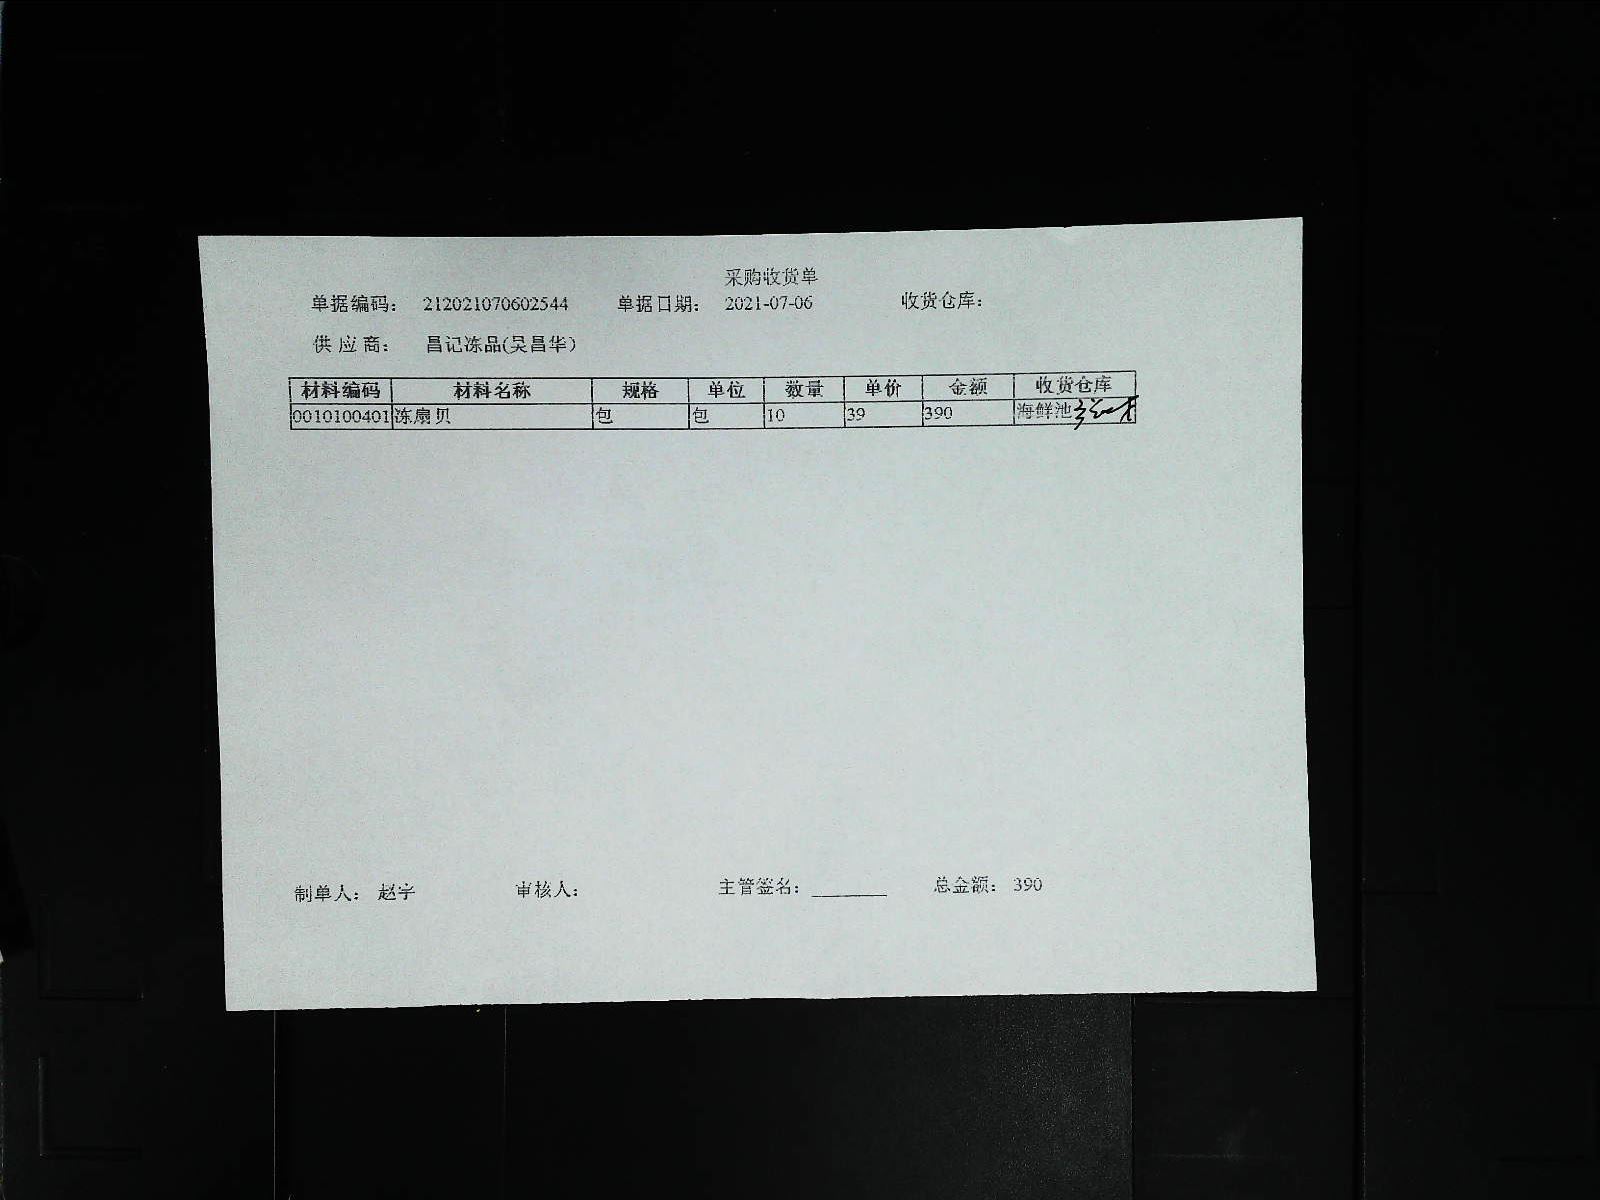 采购收货单
单据编码： 212021070602544 单据日期： 2021-07-06 收货仓库：
供 应 商： 昌记冻品(吴昌华)
材料编码 材料名称 规格 单位 数量 单价 金额 收货仓库
0010100401 冻扇贝 包 包 10 39 390 海鲜池
制单人： 赵宇 审核人： 主管签名： ________ 总金额： 390